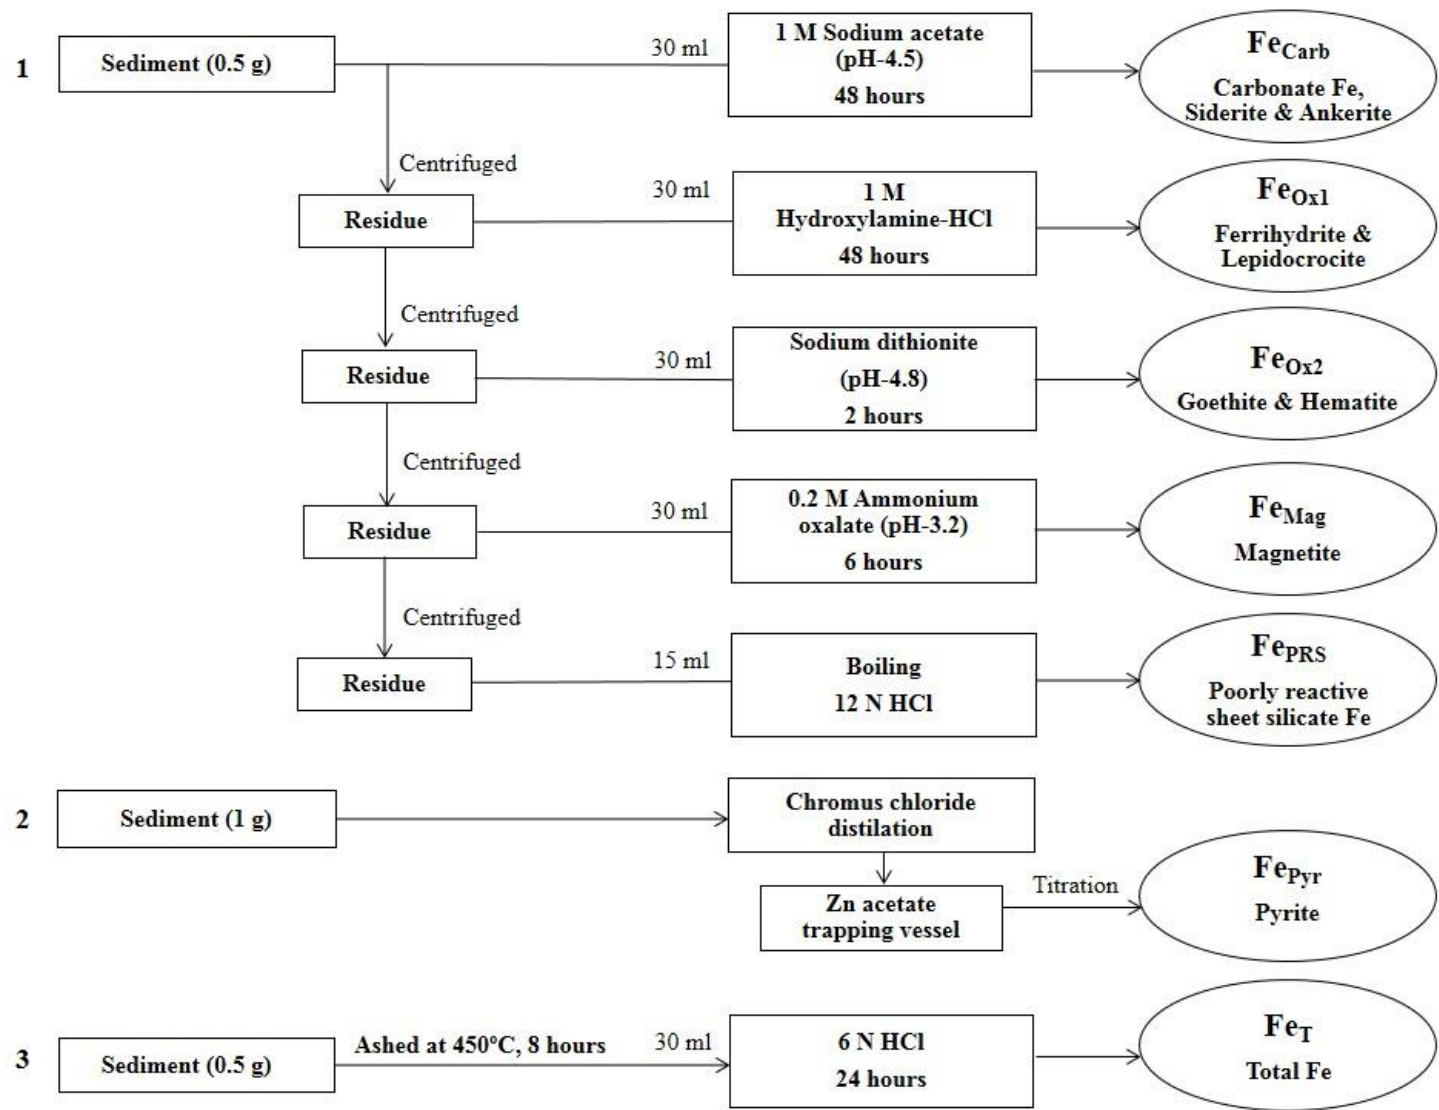 1
Sediment (0.5 g)
30 ml
1 M Sodium acetate
(pH-4.5)
48 hours
FeCarb
Carbonate Fe,
Siderite & Ankerite
Centrifuged
Residue
30 ml
1 M
Hydroxylamine-HCl
48 hours
FeOx1
Ferrihydrite &
Lepidocrocite
Centrifuged
Residue
30 ml
Sodium dithionite
(pH-4.8)
2 hours
FeOx2
Goethite & Hematite
Centrifuged
Residue
30 ml
0.2 M Ammonium
oxalate (pH-3.2)
6 hours
FeMag
Magnetite
Centrifuged
Residue
15 ml
Boiling
12 N HCl
FePRS
Poorly reactive
sheet silicate Fe
2
Sediment (1 g)
Chromus chloride
distilation
Zn acetate
trapping vessel
Titration
FePyr
Pyrite
3
Sediment (0.5 g)
Ashed at 450ºC, 8 hours
30 ml
6 N HCl
24 hours
FeT
Total Fe